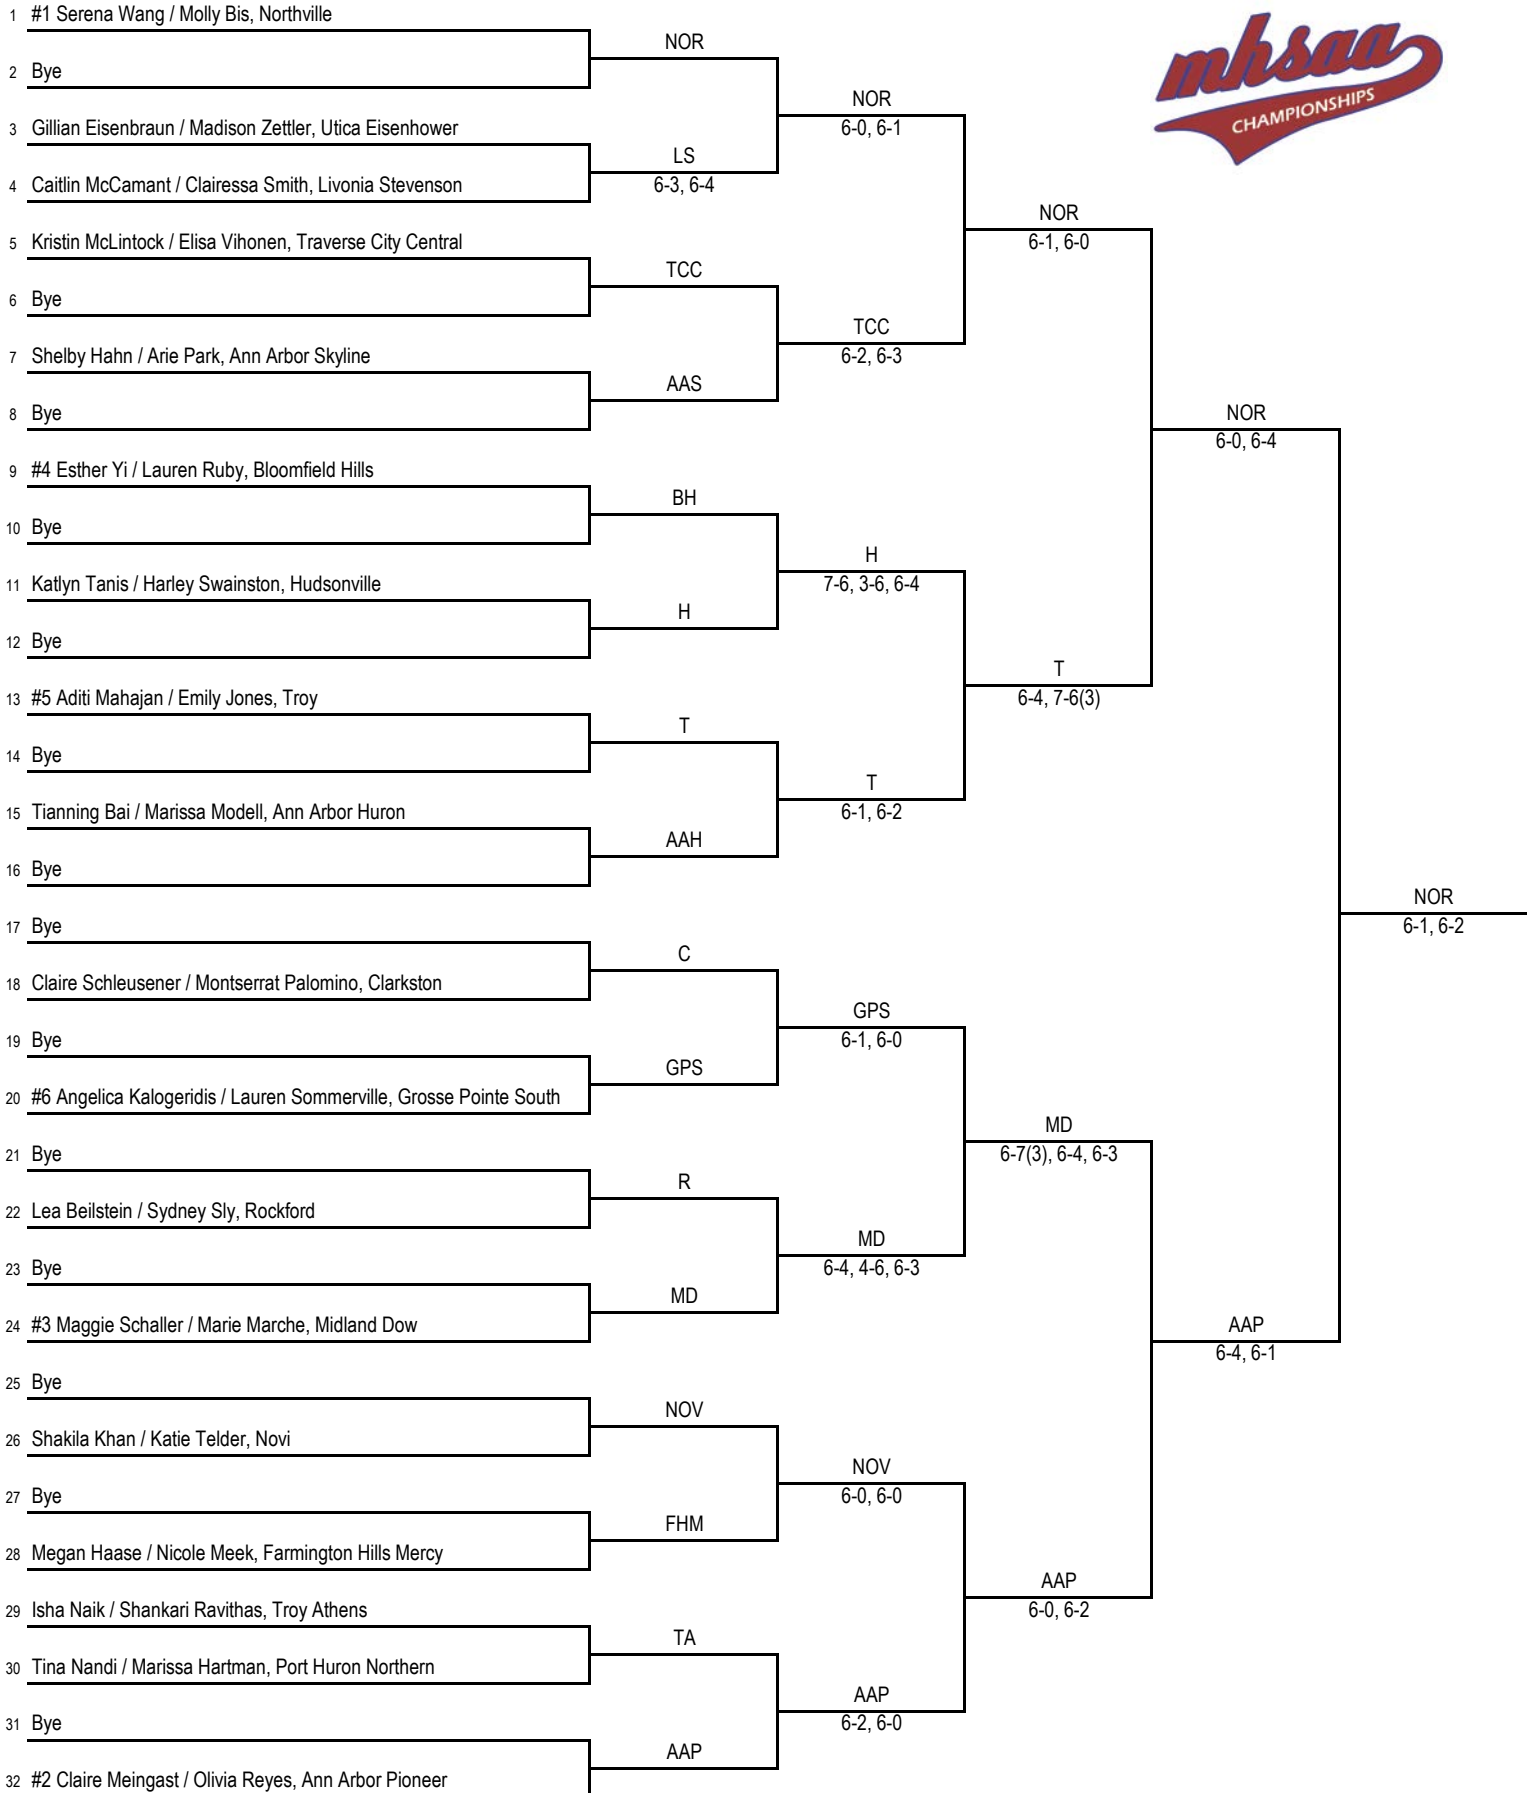 mhsaa
CHAMPIONSHIPS
1 #1 Serena Wang / Molly Bis, Northville
NOR
2 Bye
NOR
6-0, 6-1
3 Gillian Eisenbraun / Madison Zettler, Utica Eisenhower
LS
6-3, 6-4
4 Caitlin McCamant / Clairessa Smith, Livonia Stevenson
NOR
6-1, 6-0
5 Kristin McLintock / Elisa Vihonen, Traverse City Central
TCC
6 Bye
TCC
6-2, 6-3
7 Shelby Hahn / Arie Park, Ann Arbor Skyline
AAS
8 Bye
NOR
6-0, 6-4
9 #4 Esther Yi / Lauren Ruby, Bloomfield Hills
BH
10 Bye
H
7-6, 3-6, 6-4
11 Katlyn Tanis / Harley Swainston, Hudsonville
H
12 Bye
T
6-4, 7-6(3)
13 #5 Aditi Mahajan / Emily Jones, Troy
T
14 Bye
T
6-1, 6-2
15 Tianning Bai / Marissa Modell, Ann Arbor Huron
AAH
16 Bye
NOR
6-1, 6-2
17 Bye
C
18 Claire Schleusener / Montserrat Palomino, Clarkston
GPS
6-1, 6-0
19 Bye
GPS
20 #6 Angelica Kalogeridis / Lauren Sommerville, Grosse Pointe South
MD
6-7(3), 6-4, 6-3
21 Bye
R
22 Lea Beilstein / Sydney Sly, Rockford
MD
6-4, 4-6, 6-3
23 Bye
MD
24 #3 Maggie Schaller / Marie Marche, Midland Dow
AAP
6-4, 6-1
25 Bye
NOV
26 Shakila Khan / Katie Telder, Novi
NOV
6-0, 6-0
27 Bye
FHM
28 Megan Haase / Nicole Meek, Farmington Hills Mercy
AAP
6-0, 6-2
29 Isha Naik / Shankari Ravithas, Troy Athens
TA
30 Tina Nandi / Marissa Hartman, Port Huron Northern
AAP
6-2, 6-0
31 Bye
AAP
32 #2 Claire Meingast / Olivia Reyes, Ann Arbor Pioneer